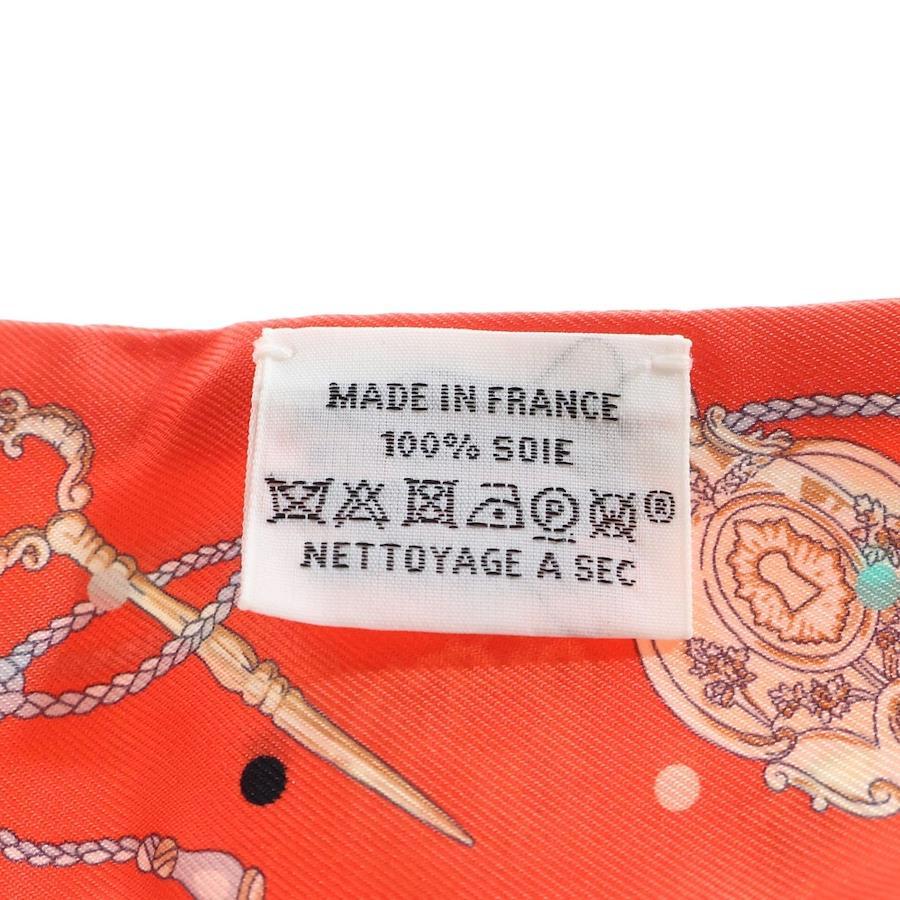 MADE IN FRANCE
100% SOIE
P ®
NETTOYAGE A SEC